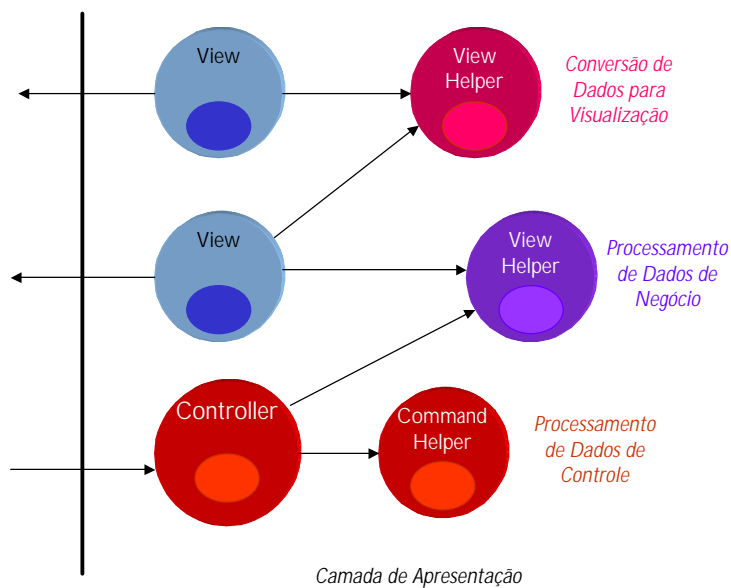 View
View
Helper
Conversão de
Dados para
Visualização
View
View
Helper
Processamento
de Dados de
Negócio
Controller
Command
Helper
Processamento
de Dados de
Controle
Camada de Apresentação